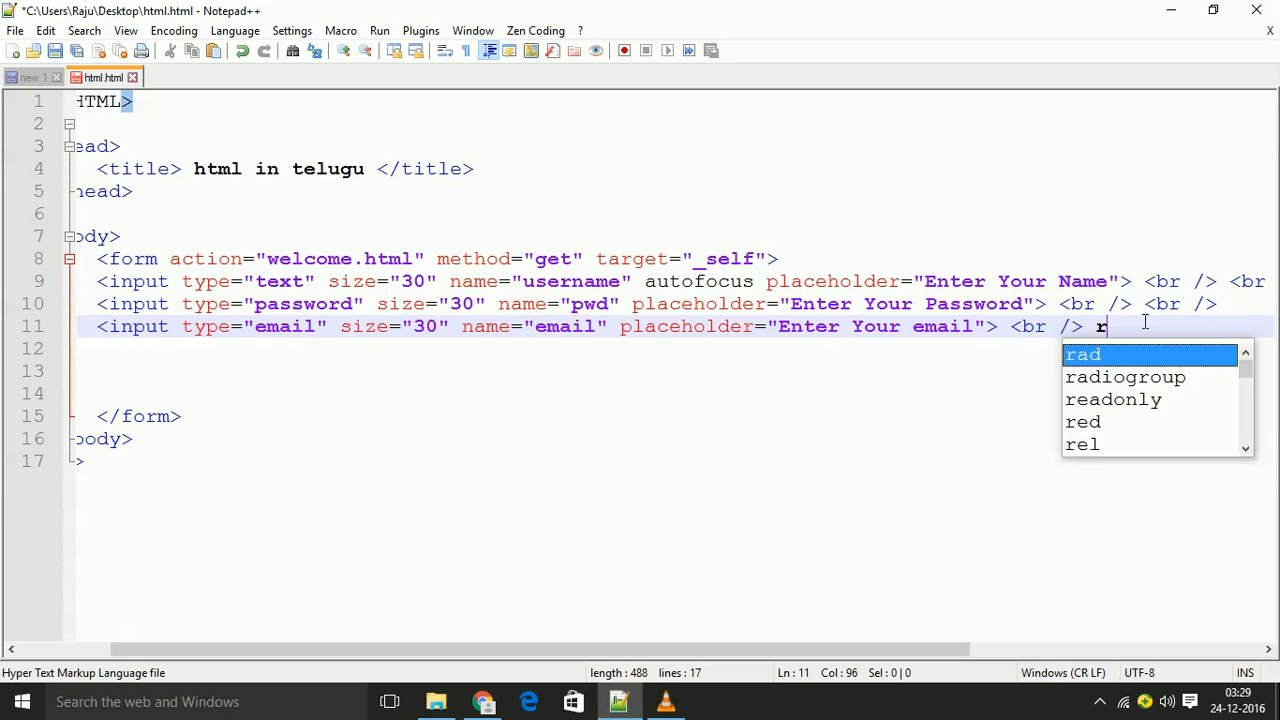 *C:\Users\Raju\Desktop\html.html - Notepad++
File Edit Search View Encoding Language Settings Macro Run Plugins Window Zen Coding ? X
new 1 html.html
1 HTML>
2
3 ead>
4 <title> html in telugu </title>
5 head>
6
7 ody>
8 <form action="welcome.html" method="get" target="_self">
9 <input type="text" size="30" name="username" autofocus placeholder="Enter Your Name"> <br /> <br
10 <input type="password" size="30" name="pwd" placeholder="Enter Your Password"> <br /> <br />
11 <input type="email" size="30" name="email" placeholder="Enter Your email"> <br /> r
12
rad
13
radiogroup
14
readonly
15 </form>
red
16 body>
rel
17 >
Hyper Text Markup Language file length : 488 lines : 17 Ln : 11 Col : 96 Sel : 0 | 0 Windows (CR LF) UTF-8 INS
Search the web and Windows
03:29
24-12-2016